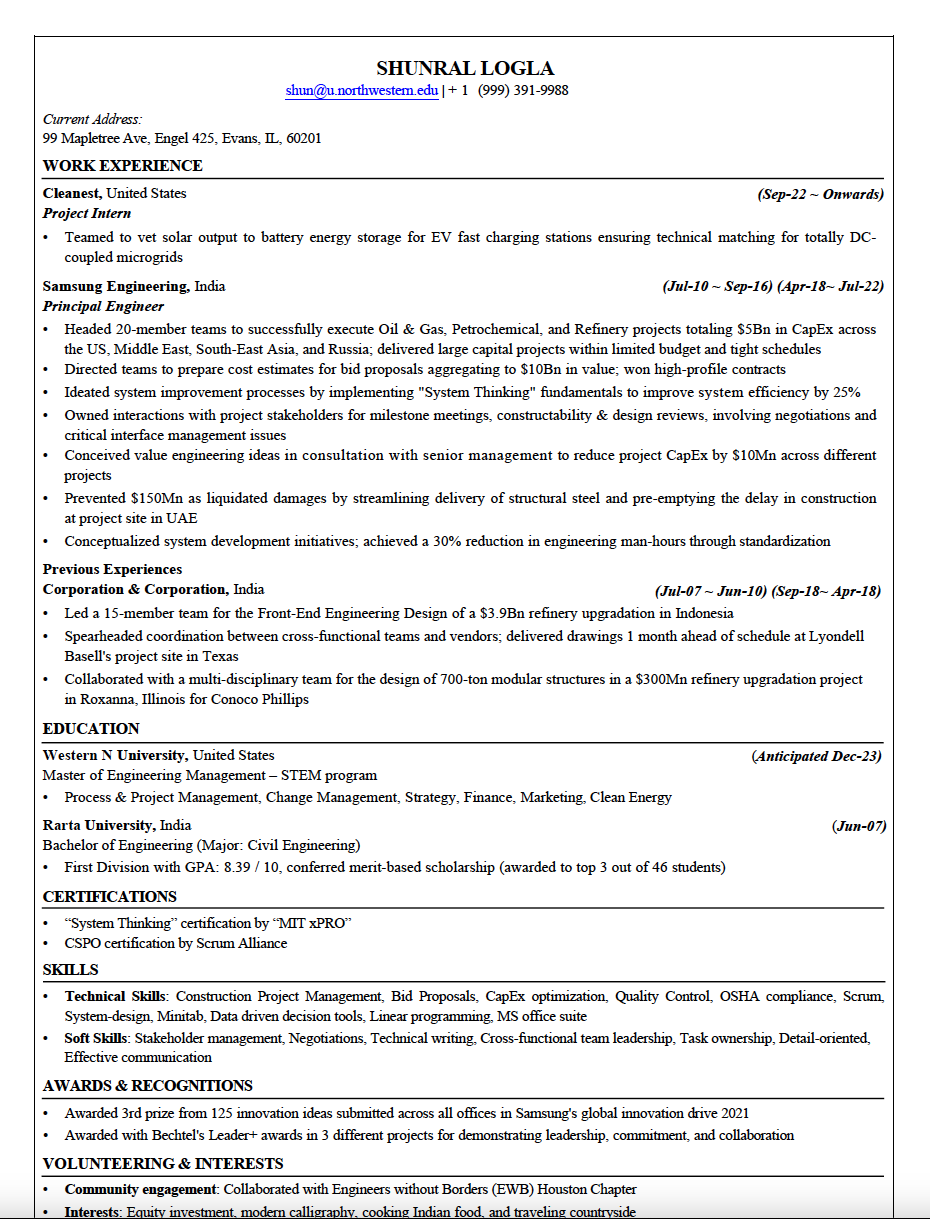 SHUNRAL LOGLA
shun@u.northwestern.edu | + 1 (999) 391-9988
Current Address:
99 Mapletree Ave, Engel 425, Evans, IL, 60201
WORK EXPERIENCE
Cleanest, United States (Sep-22 ~ Onwards)
Project Intern
• Teamed to vet solar output to battery energy storage for EV fast charging stations ensuring technical matching for totally DC-
coupled microgrids
Samsung Engineering, India (Jul-10 ~ Sep-16) (Apr-18~ Jul-22)
Principal Engineer
• Headed 20-member teams to successfully execute Oil & Gas, Petrochemical, and Refinery projects totaling $5Bn in CapEx across
the US, Middle East, South-East Asia, and Russia; delivered large capital projects within limited budget and tight schedules
• Directed teams to prepare cost estimates for bid proposals aggregating to $10Bn in value; won high-profile contracts
• Ideated system improvement processes by implementing "System Thinking" fundamentals to improve system efficiency by 25%
• Owned interactions with project stakeholders for milestone meetings, constructability & design reviews, involving negotiations and
critical interface management issues
• Conceived value engineering ideas in consultation with senior management to reduce project CapEx by $10Mn across different
projects
• Prevented $150Mn as liquidated damages by streamlining delivery of structural steel and pre-emptying the delay in construction
at project site in UAE
• Conceptualized system development initiatives; achieved a 30% reduction in engineering man-hours through standardization
Previous Experiences
Corporation & Corporation, India (Jul-07 ~ Jun-10) (Sep-18~ Apr-18)
• Led a 15-member team for the Front-End Engineering Design of a $3.9Bn refinery upgradation in Indonesia
• Spearheaded coordination between cross-functional teams and vendors; delivered drawings 1 month ahead of schedule at Lyondell
Basell's project site in Texas
• Collaborated with a multi-disciplinary team for the design of 700-ton modular structures in a $300Mn refinery upgradation project
in Roxanna, Illinois for Conoco Phillips
EDUCATION
Western N University, United States (Anticipated Dec-23)
Master of Engineering Management – STEM program
• Process & Project Management, Change Management, Strategy, Finance, Marketing, Clean Energy
Rarta University, India (Jun-07)
Bachelor of Engineering (Major: Civil Engineering)
• First Division with GPA: 8.39 / 10, conferred merit-based scholarship (awarded to top 3 out of 46 students)
CERTIFICATIONS
• “System Thinking” certification by “MIT xPRO”
• CSPO certification by Scrum Alliance
SKILLS
• Technical Skills: Construction Project Management, Bid Proposals, CapEx optimization, Quality Control, OSHA compliance, Scrum,
System-design, Minitab, Data driven decision tools, Linear programming, MS office suite
• Soft Skills: Stakeholder management, Negotiations, Technical writing, Cross-functional team leadership, Task ownership, Detail-oriented,
Effective communication
AWARDS & RECOGNITIONS
• Awarded 3rd prize from 125 innovation ideas submitted across all offices in Samsung's global innovation drive 2021
• Awarded with Bechtel's Leader+ awards in 3 different projects for demonstrating leadership, commitment, and collaboration
VOLUNTEERING & INTERESTS
• Community engagement: Collaborated with Engineers without Borders (EWB) Houston Chapter
• Interests: Equity investment, modern calligraphy, cooking Indian food, and traveling countryside